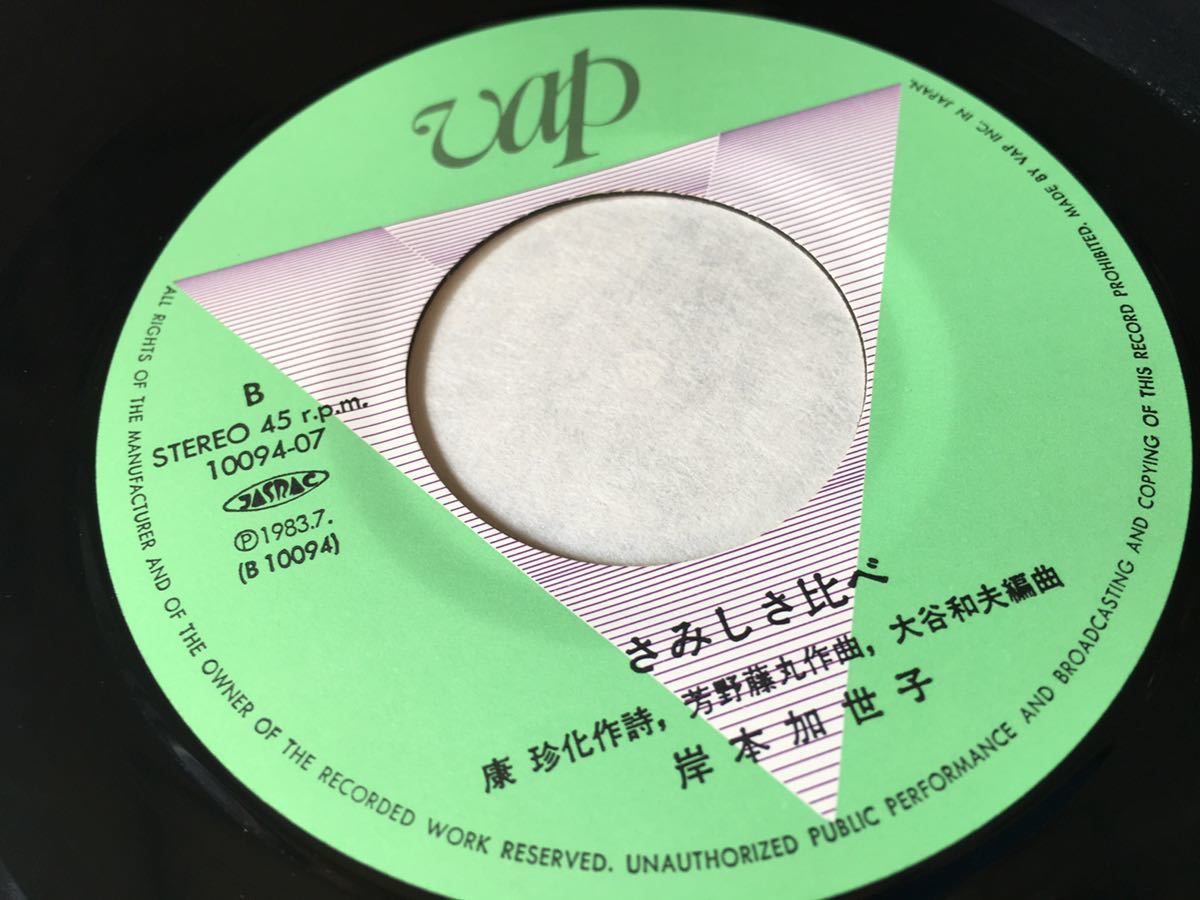 vap
B
STEREO 45 r.p.m.
10094-07
JASRAC
Ⓟ1983.7.
(B 10094)
さみしさ比べ
康 珍化作詩, 芳野藤丸作曲, 大谷和夫編曲
岸本加世子
ALL RIGHTS OF THE MANUFACTURER AND OF THE OWNER OF THE RECORDED WORK RESERVED. UNAUTHORIZED PUBLIC PERFORMANCE AND BROADCASTING AND COPYING OF THIS RECORD PROHIBITED. MADE BY VAP INC. IN JAPAN.